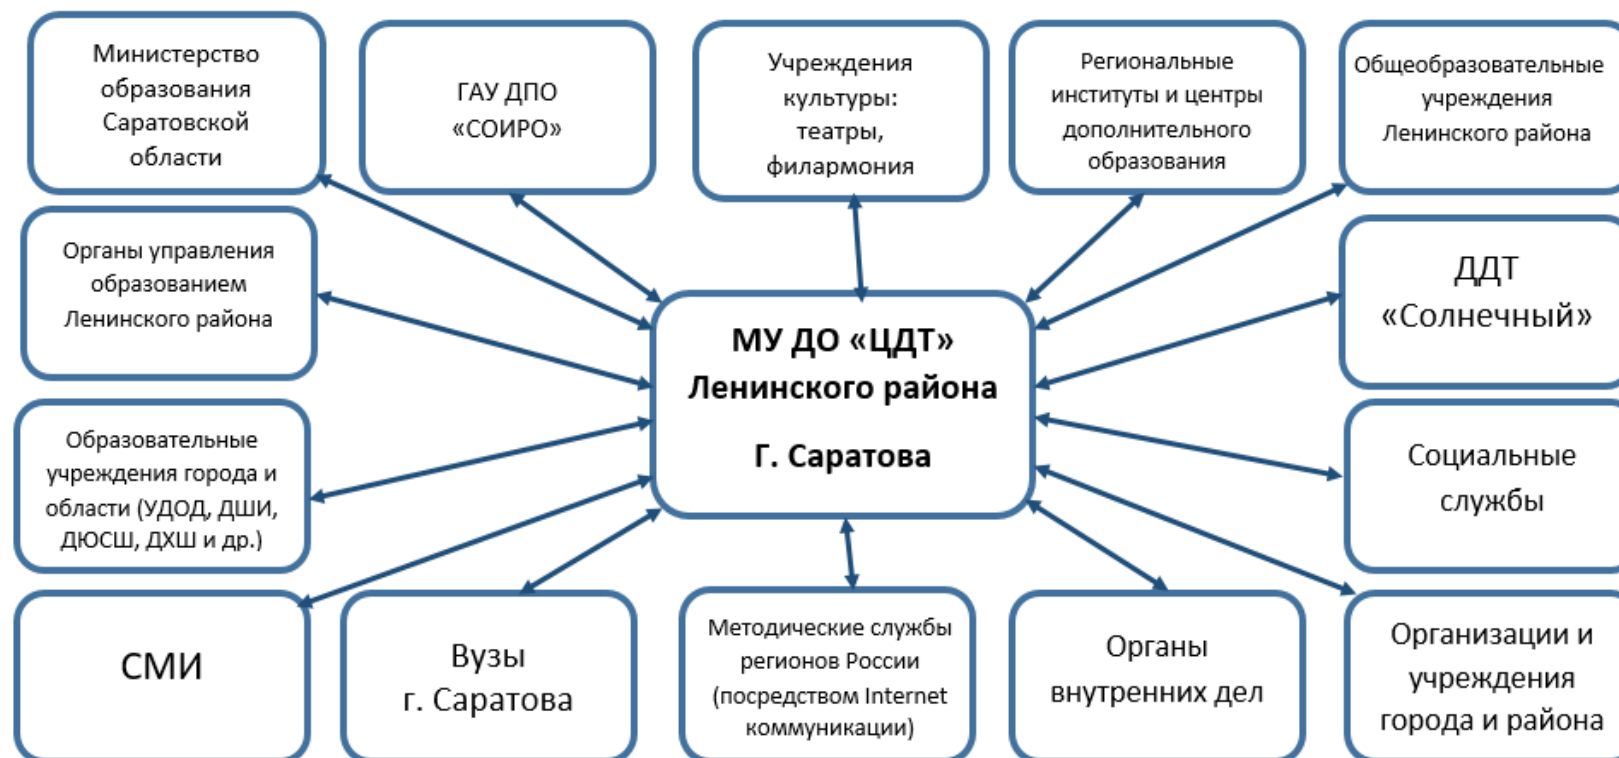 Министерство
образования
Саратовской
области
ГАУ ДПО
«СОИРО»
Учреждения
культуры:
театры,
филармония
Региональные
институты и центры
дополнительного
образования
Общеобразовательные
учреждения
Ленинского района
Органы управления
образованием
Ленинского района
МУ ДО «ЦДТ»
Ленинского района
Г. Саратова
ДДТ
«Солнечный»
Образовательные
учреждения города и
области (УДОД, ДШИ,
ДЮСШ, ДХШ и др.)
Социальные
службы
СМИ
Вузы
г. Саратова
Методические службы
регионов России
(посредством Internet
коммуникации)
Органы
внутренних дел
Организации и
учреждения
города и района